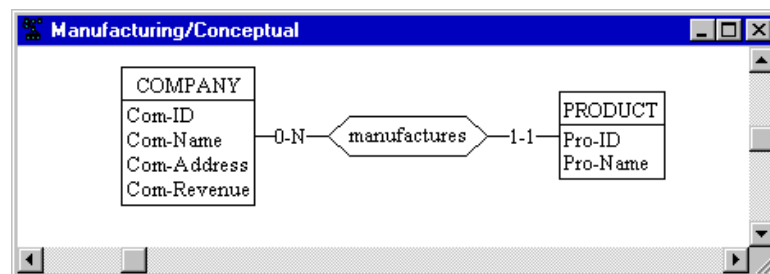 Manufacturing/Conceptual
COMPANY
Com-ID
Com-Name
Com-Address
Com-Revenue
0-N
manufactures
1-1
PRODUCT
Pro-ID
Pro-Name